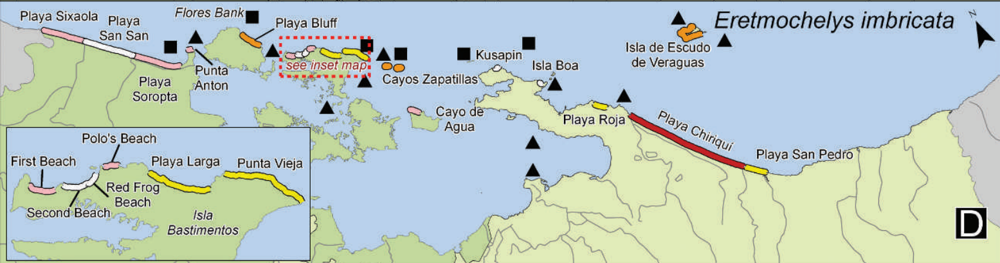 Playa Sixaola
Playa
San San
Flores Bank
Playa Bluff
Eretmochelys imbricata
N
Isla de Escudo
de Veraguas
see inset map
Punta
Anton
Playa
Soropta
Cayos Zapatillas
Kusapin
Isla Boa
Cayo de
Agua
Playa Roja
Playa Chiriquí
Playa San Pedro
Polo's Beach
First Beach
Playa Larga
Punta Vieja
Red Frog
Beach
Second Beach
Isla
Bastimentos
D